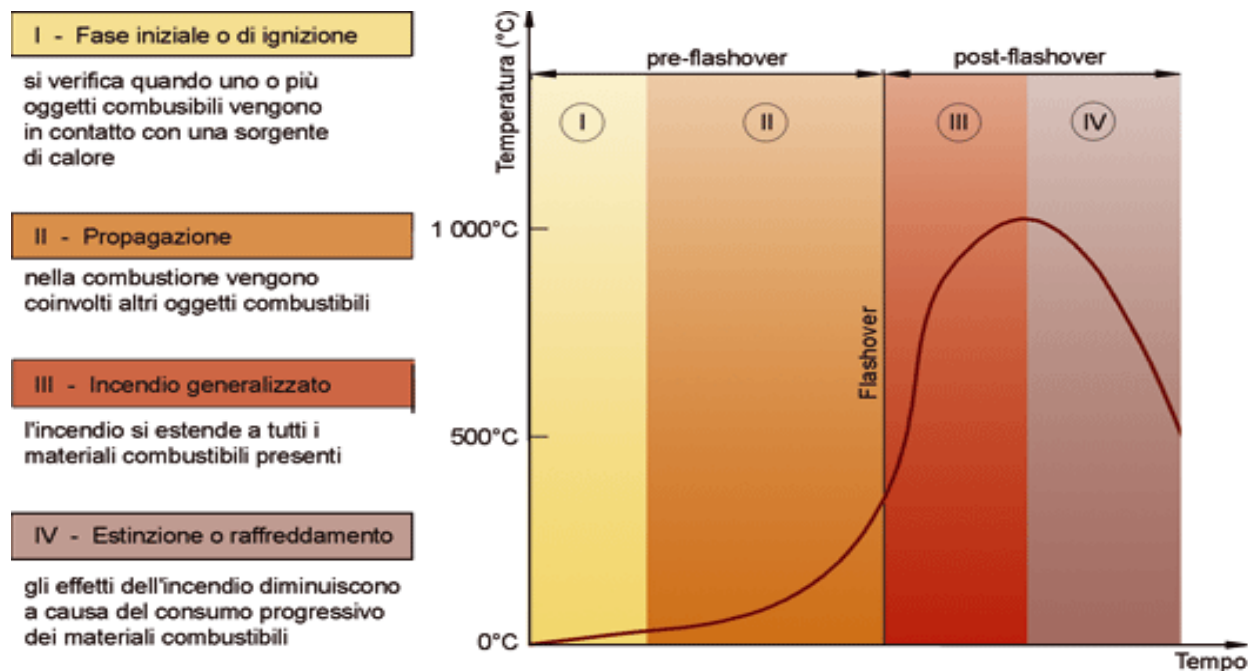 I - Fase iniziale o di ignizione
si verifica quando uno o più
oggetti combusibili vengono
in contatto con una sorgente
di calore
II - Propagazione
nella combustione vengono
coinvolti altri oggetti combustibili
III - Incendio generalizzato
l'incendio si estende a tutti i
materiali combustibili presenti
IV - Estinzione o raffreddamento
gli effetti dell'incendio diminuiscono
a causa del consumo progressivo
dei materiali combustibili
Temperatura (°C)
pre-flashover
post-flashover
I
II
III
IV
1 000°C
500°C
0°C
Flashover
Tempo